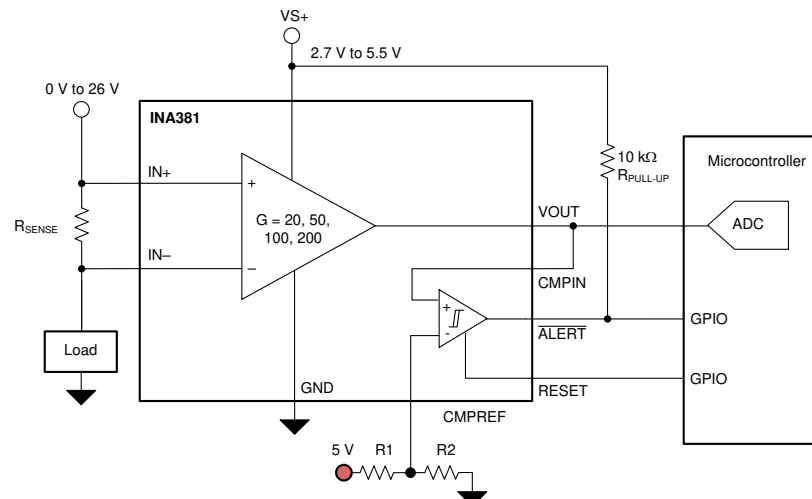 VS+
2.7 V to 5.5 V
0 V to 26 V
INA381
IN+
+
G = 20, 50,
100, 200
RSENSE
IN–
–
10 kΩ
RPULL-UP
Microcontroller
VOUT
ADC
CMPIN
+
-
ALERT
GPIO
Load
GND
RESET
GPIO
CMPREF
5 V
R1
R2